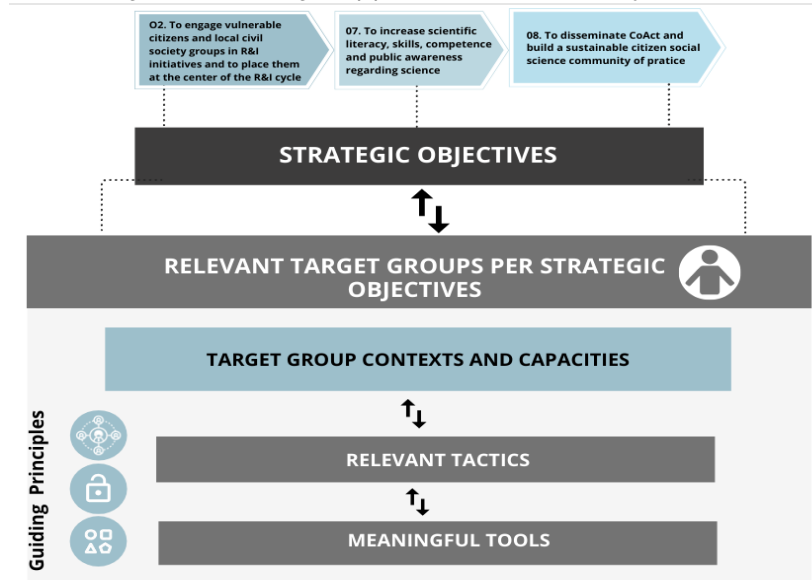 O2. To engage vulnerable
citizens and local civil
society groups in R&I
initiatives and to place them
at the center of the R&I cycle
07. To increase scientific
literacy, skills, competence
and public awareness
regarding science
08. To disseminate CoAct and
build a sustainable citizen social
science community of pratice
STRATEGIC OBJECTIVES
RELEVANT TARGET GROUPS PER STRATEGIC
OBJECTIVES
TARGET GROUP CONTEXTS AND CAPACITIES
RELEVANT TACTICS
MEANINGFUL TOOLS
Guiding Principles